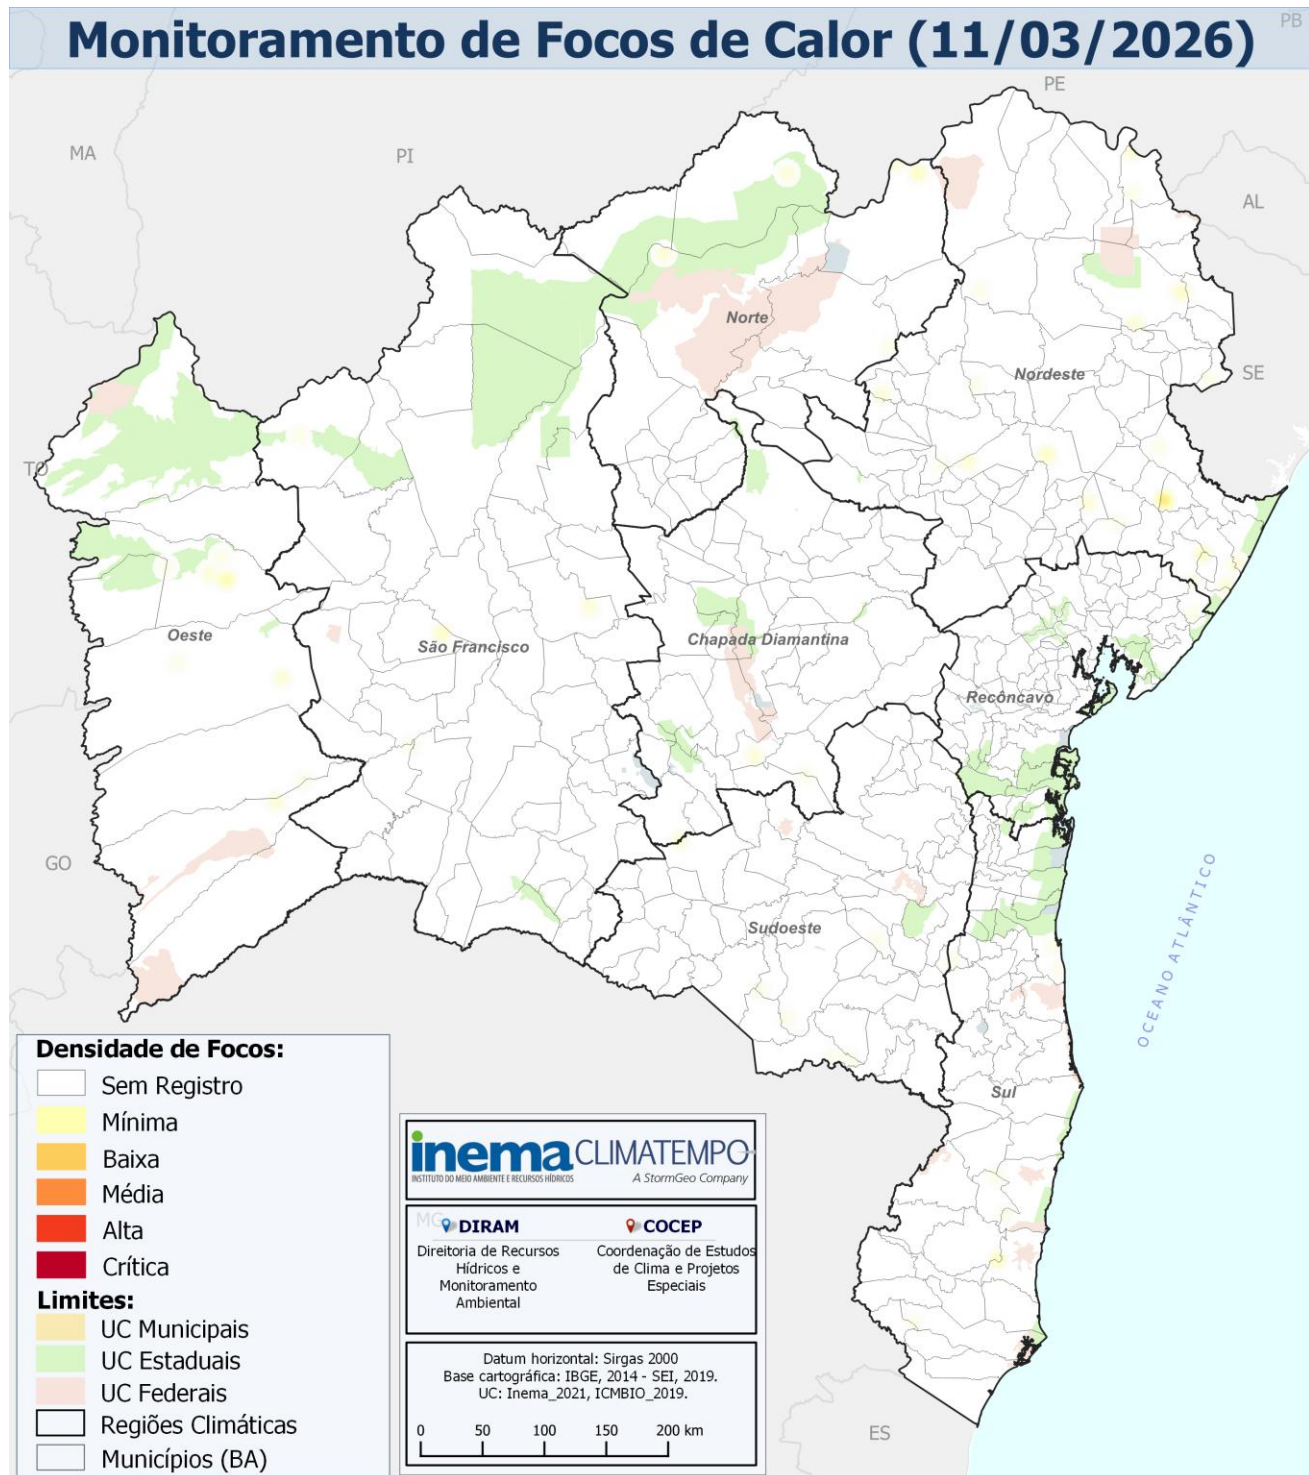 Monitoramento de Focos de Calor (11/03/2026)
PB
PE
MA
PI
AL
Norte
Nordeste
SE
TO
Oeste
São Francisco
Chapada Diamantina
Recôncavo
GO
Sudoeste
OCEANO ATLÂNTICO
Sul
Densidade de Focos:
Sem Registro
Mínima
Baixa
Média
Alta
Crítica
Limites:
UC Municipais
UC Estaduais
UC Federais
Regiões Climáticas
Municípios (BA)
inema CLIMATEMPO
INSTITUTO DO MEIO AMBIENTE E RECURSOS HÍDRICOS
A StormGeo Company
MG
DIRAM
Direitoria de Recursos
Hídricos e
Monitoramento
Ambiental
COCEP
Coordenação de Estudos
de Clima e Projetos
Especiais
Datum horizontal: Sirgas 2000
Base cartográfica: IBGE, 2014 - SEI, 2019.
UC: Inema_2021, ICMBIO_2019.
0 50 100 150 200 km
ES